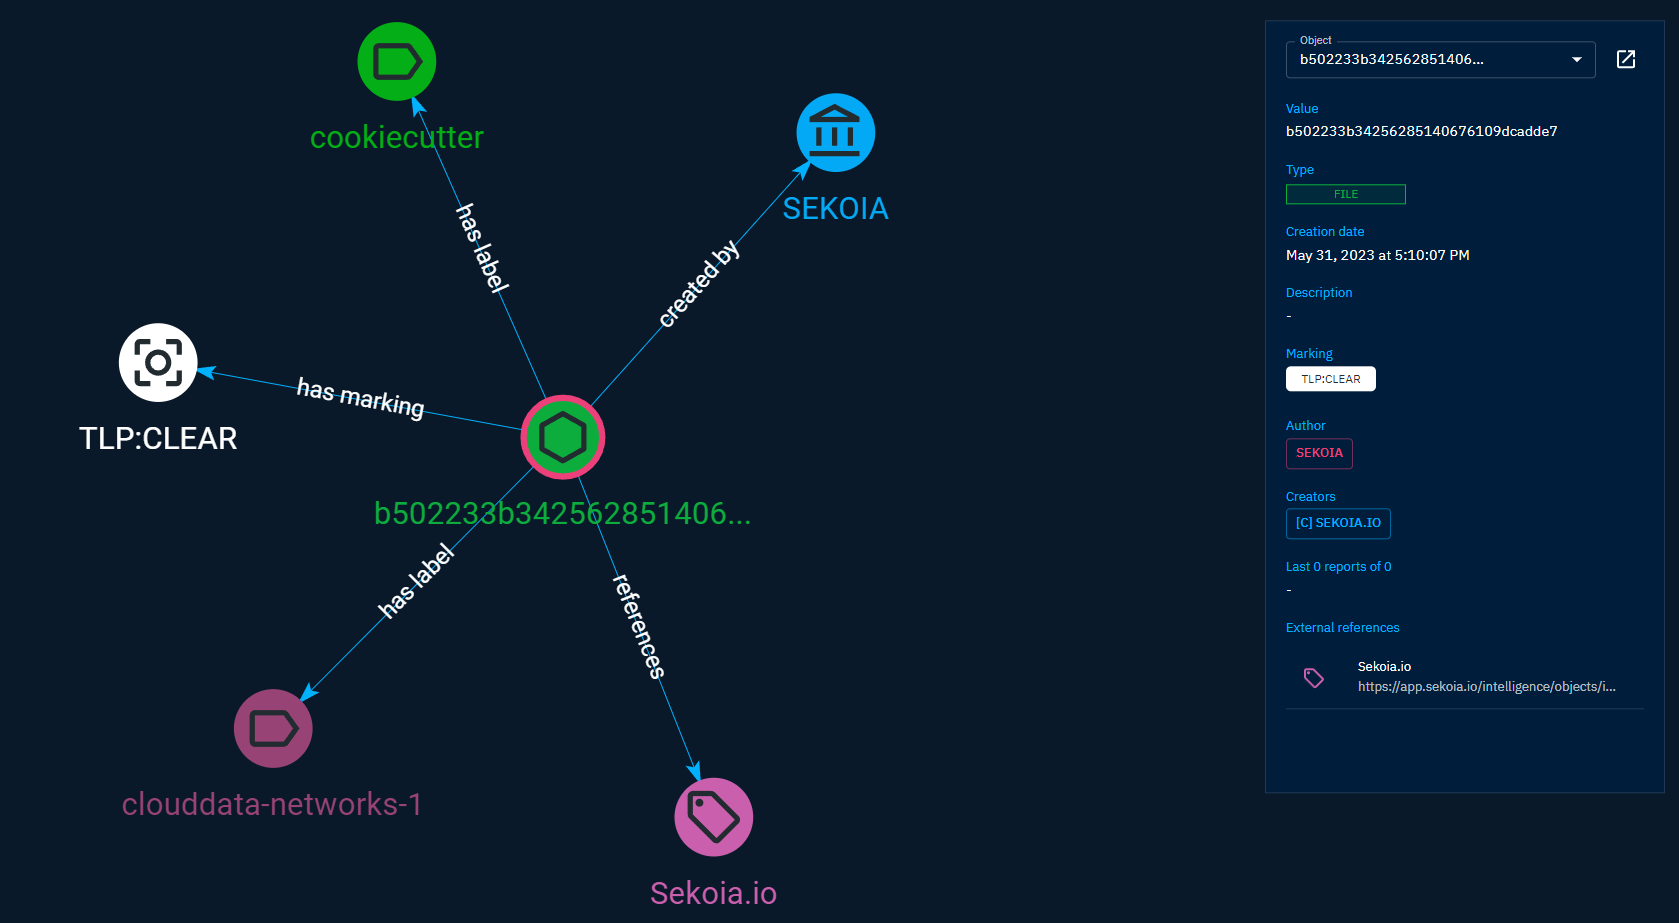 cookiecutter
SEKOIA
has label
created by
has marking
TLP:CLEAR
b502233b342562851406...
has label
references
clouddata-networks-1
Sekoia.io
Object
b502233b342562851406...
Value
b502233b34256285140676109dcadde7
Type
FILE
Creation date
May 31, 2023 at 5:10:07 PM
Description
-
Marking
TLP:CLEAR
Author
SEKOIA
Creators
[C] SEKOIA.IO
Last 0 reports of 0
-
External references
Sekoia.io
https://app.sekoia.io/intelligence/objects/i...